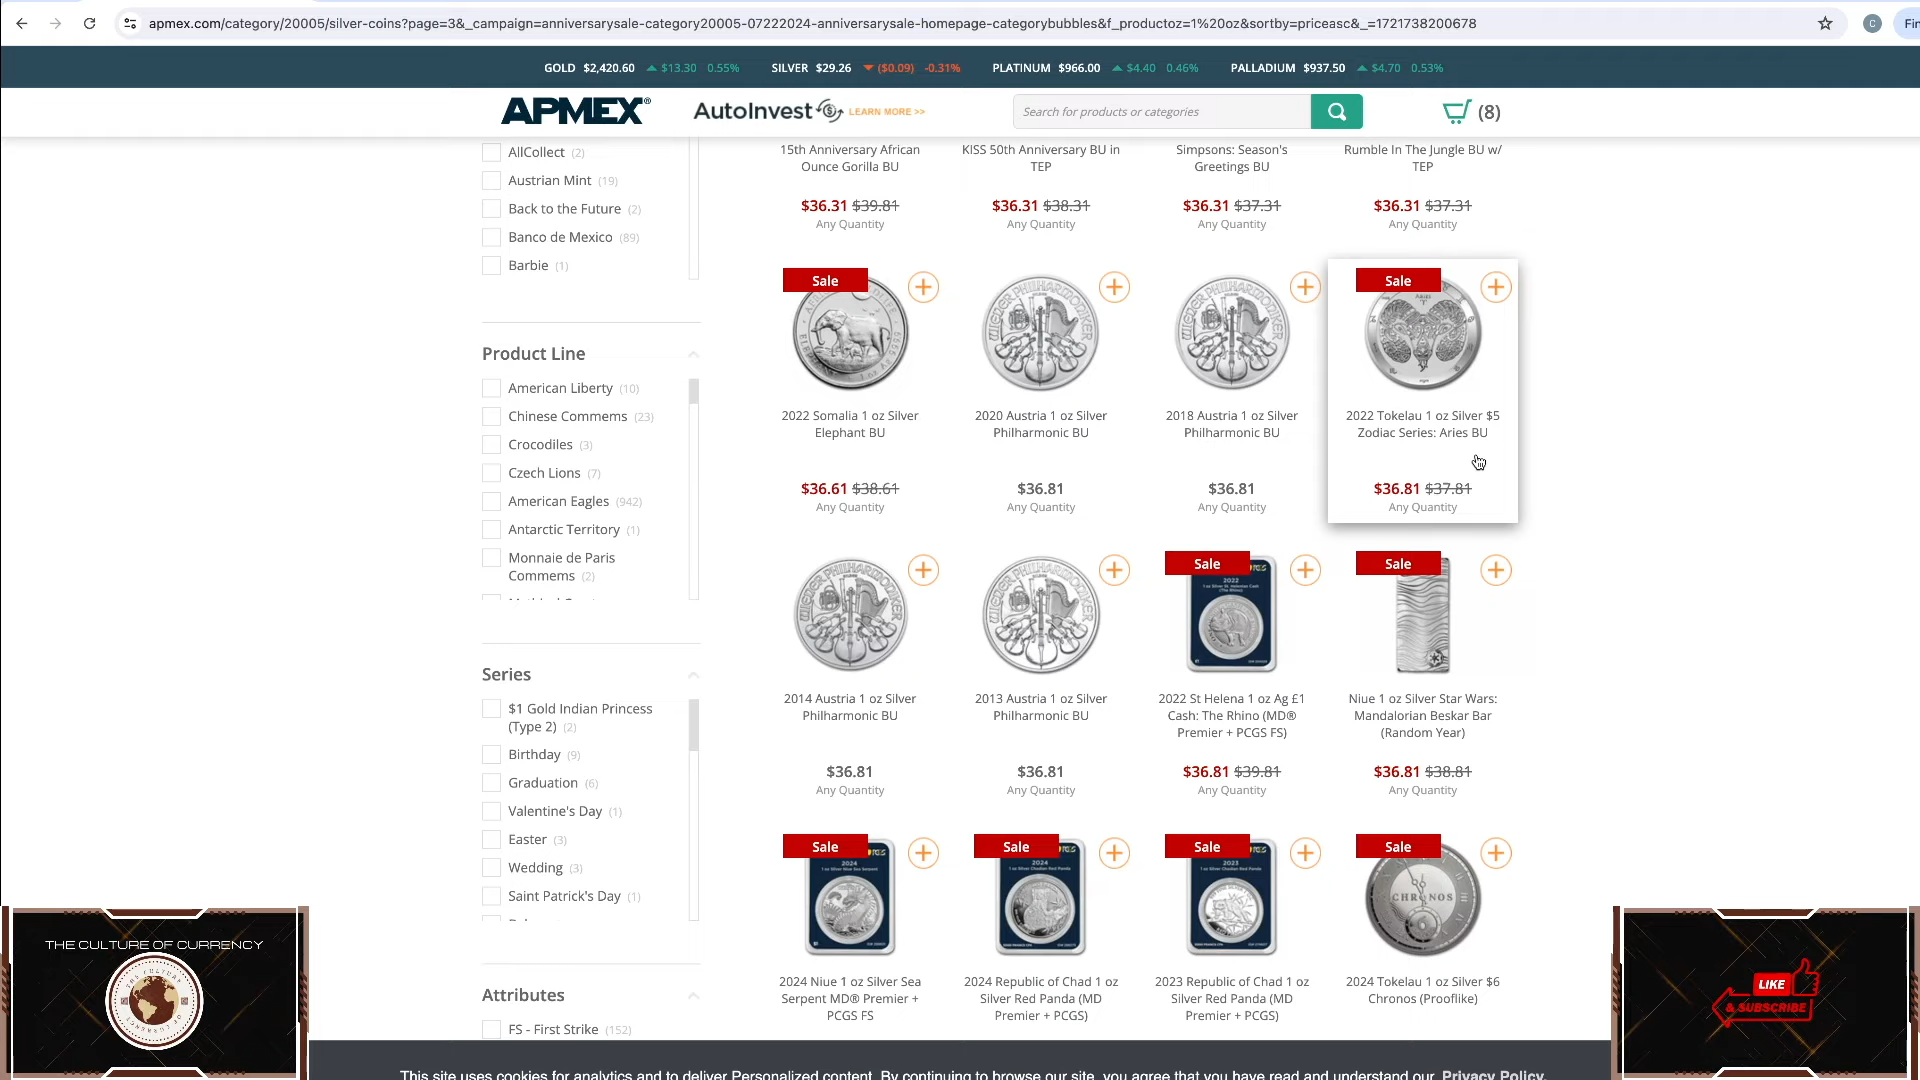 apmex.com/category/20005/silver-coins?page=3&_campaign=anniversarysale-category20005-07222024-anniversarysale-homepage-categorybubbles&f_productoz=1%20oz&sortby=priceasc&_=1721738200678
C
Fin
GOLD $2,420.60 $13.30 0.55% SILVER $29.26 ($0.09) -0.31% PLATINUM $966.00 $4.40 0.46% PALLADIUM $937.50 $4.70 0.53%
APMEX® AutoInvest LEARN MORE >> Search for products or categories (8)
AllCollect (2)
Austrian Mint (19)
Back to the Future (2)
Banco de Mexico (89)
Barbie (1)
Product Line
American Liberty (10)
Chinese Commems (23)
Crocodiles (3)
Czech Lions (7)
American Eagles (942)
Antarctic Territory (1)
Monnaie de Paris
Commems (2)
Series
$1 Gold Indian Princess
(Type 2) (2)
Birthday (9)
Graduation (6)
Valentine's Day (1)
Easter (3)
Wedding (3)
Saint Patrick's Day (1)
Attributes
FS - First Strike (152)
15th Anniversary African
Ounce Gorilla BU
$36.31 $39.81
Any Quantity
KISS 50th Anniversary BU in
TEP
$36.31 $38.31
Any Quantity
Simpsons: Season's
Greetings BU
$36.31 $37.31
Any Quantity
Rumble In The Jungle BU w/
TEP
$36.31 $37.31
Any Quantity
Sale
2022 Somalia 1 oz Silver
Elephant BU
$36.61 $38.61
Any Quantity
2020 Austria 1 oz Silver
Philharmonic BU
$36.81
Any Quantity
2018 Austria 1 oz Silver
Philharmonic BU
$36.81
Any Quantity
Sale
2022 Tokelau 1 oz Silver $5
Zodiac Series: Aries BU
$36.81 $37.81
Any Quantity
2014 Austria 1 oz Silver
Philharmonic BU
$36.81
Any Quantity
2013 Austria 1 oz Silver
Philharmonic BU
$36.81
Any Quantity
Sale
2022 St Helena 1 oz Ag £1
Cash: The Rhino (MD®
Premier + PCGS FS)
$36.81 $39.81
Any Quantity
Sale
Niue 1 oz Silver Star Wars:
Mandalorian Beskar Bar
(Random Year)
$36.81 $38.81
Any Quantity
Sale
2024 Niue 1 oz Silver Sea
Serpent MD® Premier +
PCGS FS
Sale
2024 Republic of Chad 1 oz
Silver Red Panda (MD
Premier + PCGS)
Sale
2023 Republic of Chad 1 oz
Silver Red Panda (MD
Premier + PCGS)
Sale
CHRONOS
2024 Tokelau 1 oz Silver $6
Chronos (Prooflike)
THE CULTURE OF CURRENCY
LIKE
& SUBSCRIBE
This site uses cookies for analytics and to deliver Personalized content. By continuing to browse our site, you agree that you have read and understand our Privacy Policy.